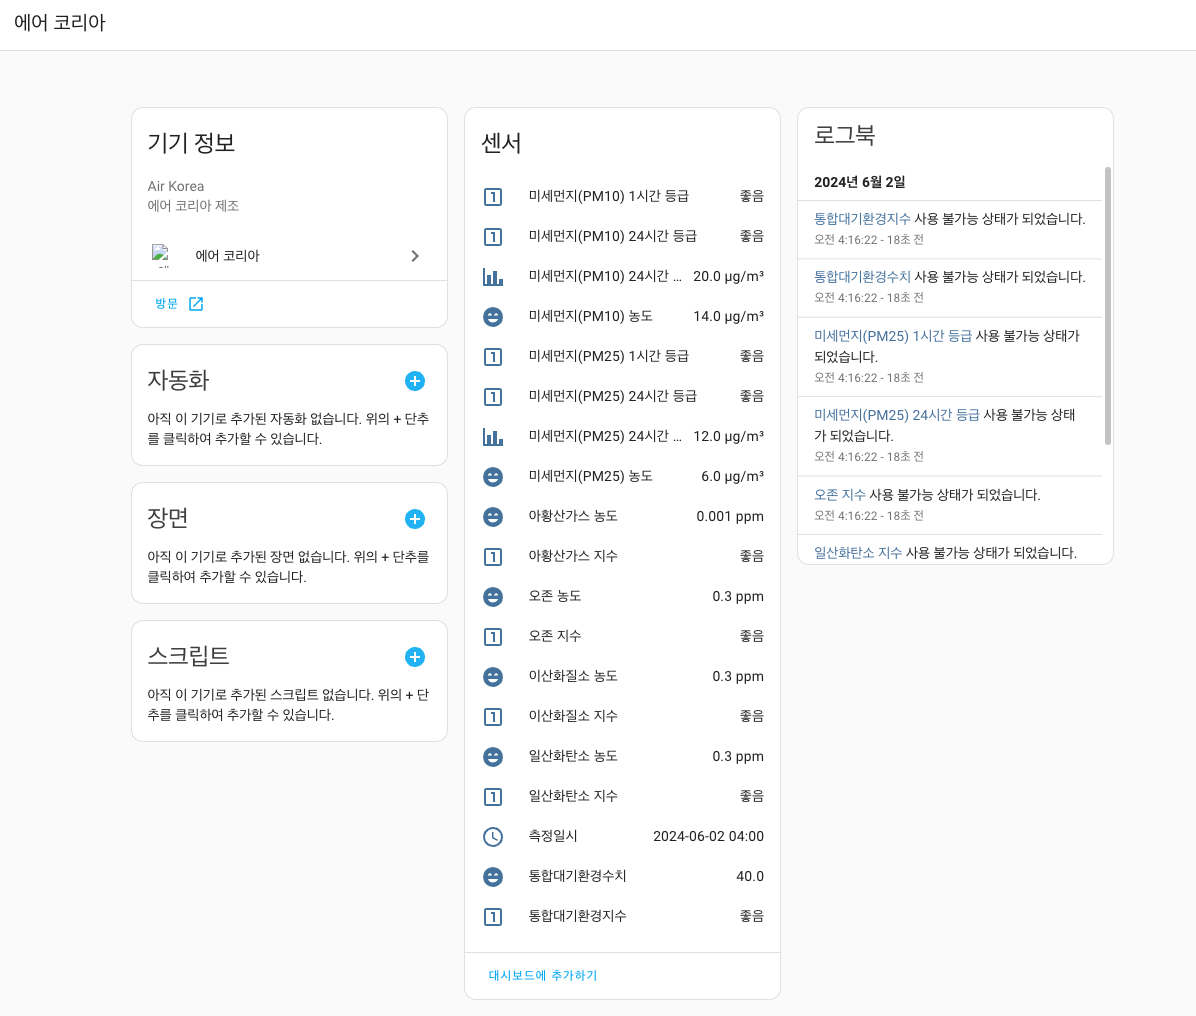 에어 코리아
기기 정보
Air Korea
에어 코리아 제조
에어 코리아
방문
자동화
아직 이 기기로 추가된 자동화 없습니다. 위의 + 단추
를 클릭하여 추가할 수 있습니다.
장면
아직 이 기기로 추가된 장면 없습니다. 위의 + 단추를
클릭하여 추가할 수 있습니다.
스크립트
아직 이 기기로 추가된 스크립트 없습니다. 위의 + 단
추를 클릭하여 추가할 수 있습니다.
센서
미세먼지(PM10) 1시간 등급 좋음
미세먼지(PM10) 24시간 등급 좋음
미세먼지(PM10) 24시간 ... 20.0 µg/m³
미세먼지(PM10) 농도 14.0 µg/m³
미세먼지(PM25) 1시간 등급 좋음
미세먼지(PM25) 24시간 등급 좋음
미세먼지(PM25) 24시간 ... 12.0 µg/m³
미세먼지(PM25) 농도 6.0 µg/m³
아황산가스 농도 0.001 ppm
아황산가스 지수 좋음
오존 농도 0.3 ppm
오존 지수 좋음
이산화질소 농도 0.3 ppm
이산화질소 지수 좋음
일산화탄소 농도 0.3 ppm
일산화탄소 지수 좋음
측정일시 2024-06-02 04:00
통합대기환경수치 40.0
통합대기환경지수 좋음
대시보드에 추가하기
로그북
2024년 6월 2일
통합대기환경지수 사용 불가능 상태가 되었습니다.
오전 4:16:22 - 18초 전
통합대기환경수치 사용 불가능 상태가 되었습니다.
오전 4:16:22 - 18초 전
미세먼지(PM25) 1시간 등급 사용 불가능 상태가
되었습니다.
오전 4:16:22 - 18초 전
미세먼지(PM25) 24시간 등급 사용 불가능 상태
가 되었습니다.
오전 4:16:22 - 18초 전
오존 지수 사용 불가능 상태가 되었습니다.
오전 4:16:22 - 18초 전
일산화탄소 지수 사용 불가능 상태가 되었습니다.